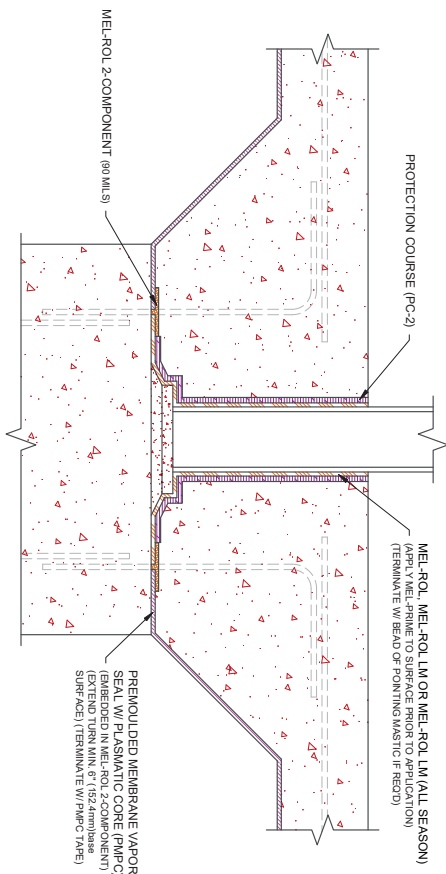 PROTECTION COURSE (PC-2)
MEL-ROL, MEL-ROL LM OR MEL-ROL LM (ALL SEASON)
(APPLY MEL-PRIME TO SURFACE PRIOR TO APPLICATION)
(TERMINATE W/ BEAD OF POINTING MASTIC IF REQ'D)
MEL-ROL 2-COMPONENT (90 MILS)
PREMOULDED MEMBRANE VAPOR
SEAL W/ PLASMATIC CORE (PMPC)
(EMBEDDED IN MEL-ROL 2-COMPONENT)
(EXTEND TURN MIN. 6" (152.4mm)base
SURFACE) (TERMINATE W/ PMPC TAPE)